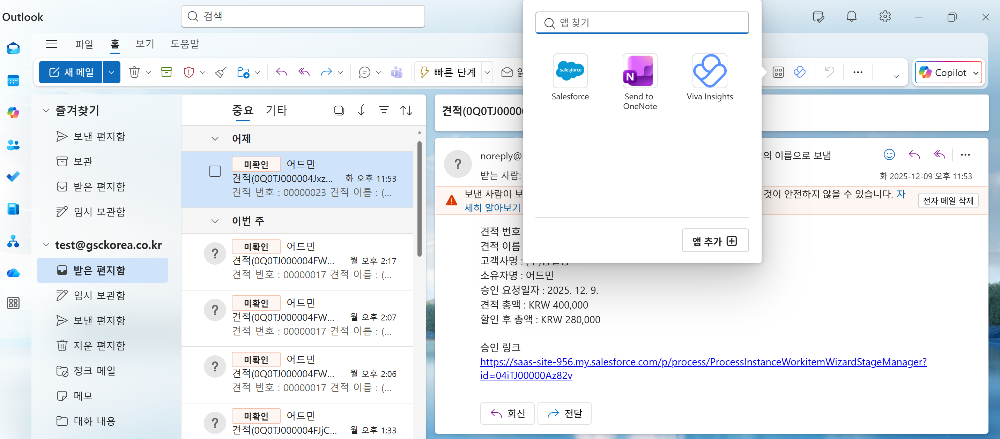 Outlook
검색
앱 찾기
파일
홈
보기
도움말
새 메일
빠른 단계
Copilot
salesforce
Salesforce
N
Send to
OneNote
Viva Insights
앱 추가
즐겨찾기
보낸 편지함
보관
받은 편지함
임시 보관함
test@gsckorea.co.kr
받은 편지함
임시 보관함
보낸 편지함
지운 편지함
정크 메일
메모
대화 내용
중요
기타
어제
미확인 어드민
견적(0Q0TJ000004Jxz... 화 오후 11:53
견적 번호 : 00000023 견적 이름 : (...
이번 주
미확인 어드민
견적(0Q0TJ000004FW... 월 오후 2:17
견적 번호 : 00000017 견적 이름 : (...
미확인 어드민
견적(0Q0TJ000004FW... 월 오후 2:07
견적 번호 : 00000017 견적 이름 : (...
미확인 어드민
견적(0Q0TJ000004FW... 월 오후 2:06
견적 번호 : 00000017 견적 이름 : (...
미확인 어드민
견적(0Q0TJ000004FJjC... 월 오후 1:33
견적(0Q0TJ0000
noreply@
의 이름으로 보냄
받는 사람:
화 2025-12-09 오후 11:53
보낸 사람이 보
것이 안전하지 않을 수 있습니다. 자
세히 알아보기
전자 메일 삭제
견적 번호
견적 이름
고객사명 :
소유자명 : 어드민
승인 요청일자 : 2025. 12. 9.
견적 총액 : KRW 400,000
할인 후 총액 : KRW 280,000
승인 링크
https://saas-site-956.my.salesforce.com/p/process/ProcessInstanceWorkitemWizardStageManager?
id=04iTJ00000Az82v
회신
전달